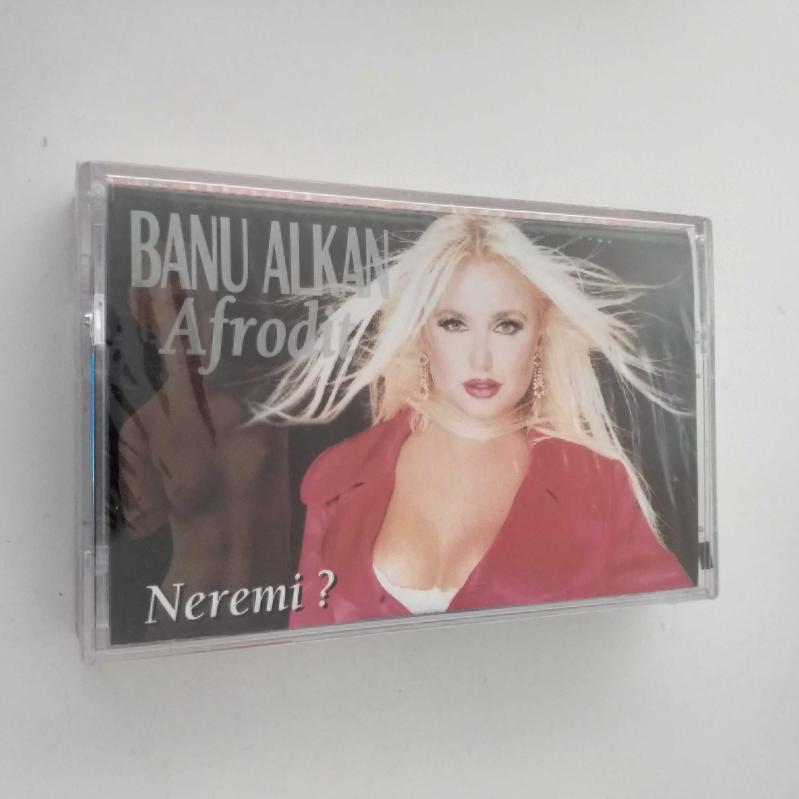 BANU ALKAN
Afrodit
Neremi ?